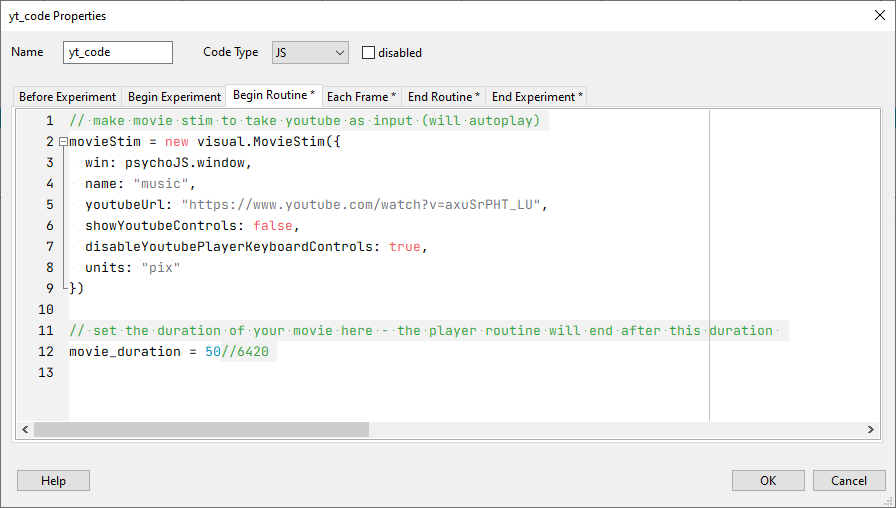 yt_code Properties
Name yt_code Code Type JS disabled
Before Experiment Begin Experiment Begin Routine * Each Frame * End Routine * End Experiment *
1 // make movie stim to take youtube as input (will autoplay)
2 movieStim = new visual.MovieStim({
3 win: psychoJS.window,
4 name: "music",
5 youtubeUrl: "https://www.youtube.com/watch?v=axuSrPHT_LU",
6 showYoutubeControls: false,
7 disableYoutubePlayerKeyboardControls: true,
8 units: "pix"
9 })
10
11 // set the duration of your movie here - the player routine will end after this duration
12 movie_duration = 50//6420
13
Help OK Cancel